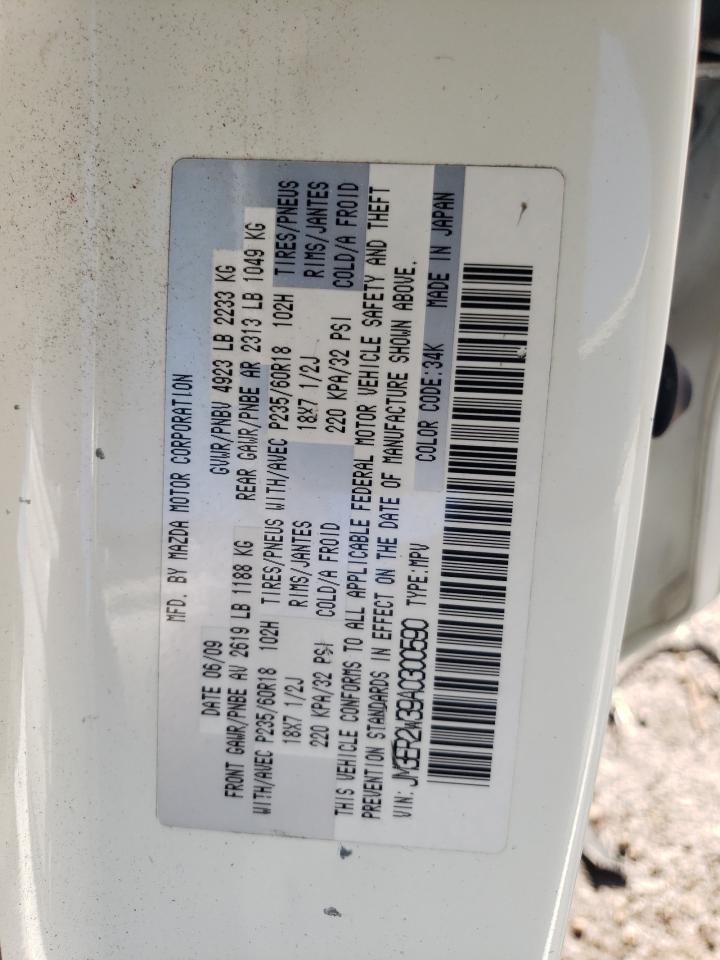 MFD. BY MAZDA MOTOR CORPORATION
DATE 06/09 GVWR/PNBV 4923 LB 2233 KG
FRONT GAWR/PNBE AV 2619 LB 1188 KG REAR GAWR/PNBE AR 2313 LB 1049 KG
WITH/AVEC P235/60R18 102H TIRES/PNEUS WITH/AVEC P235/60R18 102H TIRES/PNEUS
18X7 1/2J RIMS/JANTES 18X7 1/2J RIMS/JANTES
220 KPA/32 PSI COLD/A FROID 220 KPA/32 PSI COLD/A FROID
THIS VEHICLE CONFORMS TO ALL APPLICABLE FEDERAL MOTOR VEHICLE SAFETY AND THEFT
PREVENTION STANDARDS IN EFFECT ON THE DATE OF MANUFACTURE SHOWN ABOVE.
VIN: JM3ER2W39A0300590 TYPE:MPV COLOR CODE:34K MADE IN JAPAN